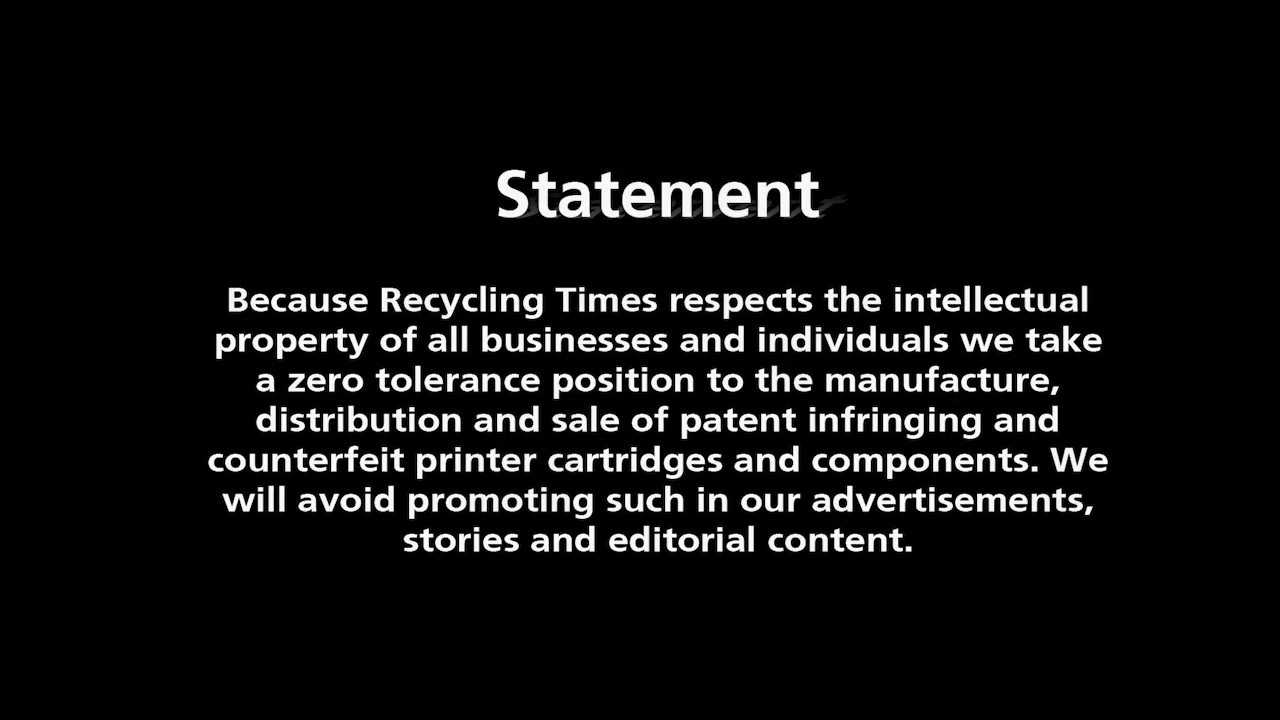 Statement
Because Recycling Times respects the intellectual
property of all businesses and individuals we take
a zero tolerance position to the manufacture,
distribution and sale of patent infringing and
counterfeit printer cartridges and components. We
will avoid promoting such in our advertisements,
stories and editorial content.